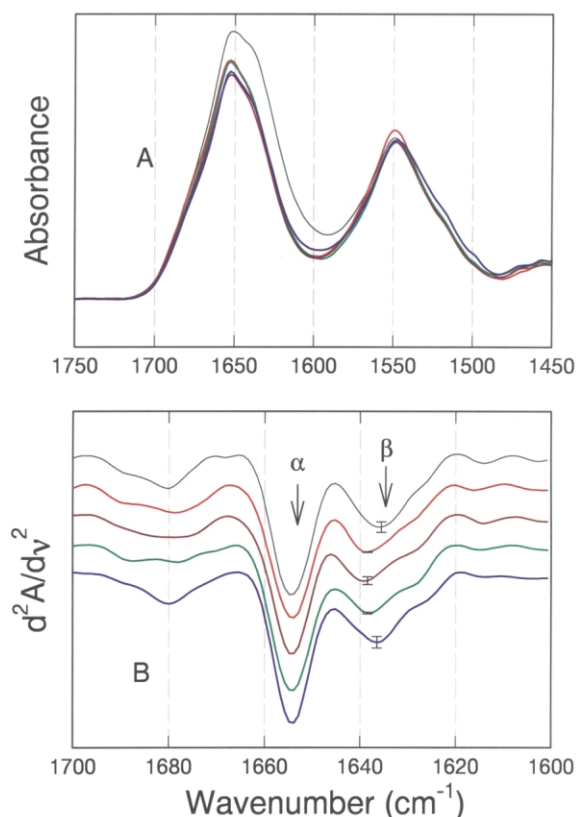 A
Absorbance
1750 1700 1650 1600 1550 1500 1450
α
β
d²A/dν²
B
1700 1680 1660 1640 1620 1600
Wavenumber (cm⁻¹)